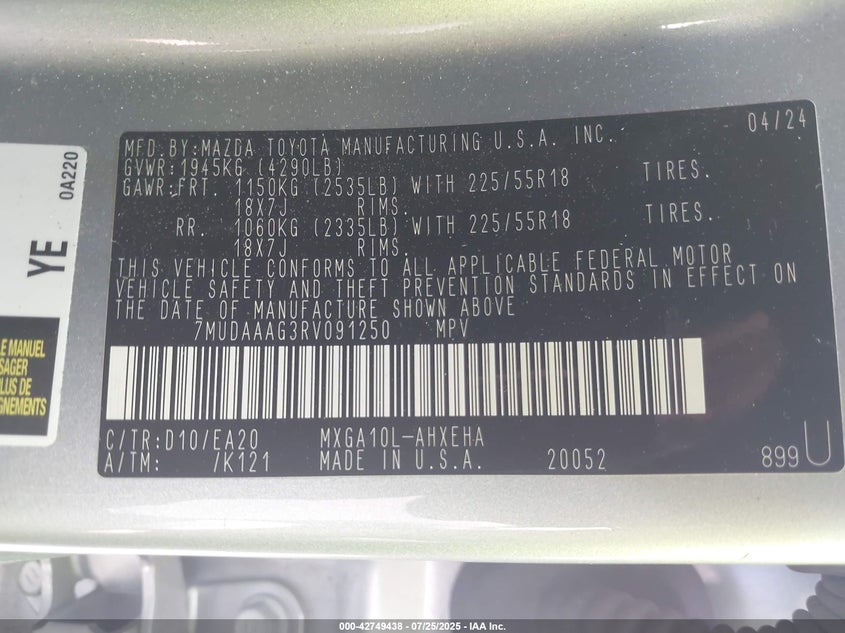 MFD.BY:MAZDA TOYOTA MANUFACTURING U.S.A. INC. 04/24
GVWR:1945KG (4290LB)
GAWR:FRT. 1150KG (2535LB) WITH 225/55R18 TIRES.
18X7J RIMS.
RR. 1060KG (2335LB) WITH 225/55R18 TIRES.
18X7J RIMS.
THIS VEHICLE CONFORMS TO ALL APPLICABLE FEDERAL MOTOR
VEHICLE SAFETY AND THEFT PREVENTION STANDARDS IN EFFECT ON
THE DATE OF MANUFACTURE SHOWN ABOVE
7MUDAAAG3RV091250 MPV
C/TR:D10/EA20 MXGA10L-AHXEHA
A/TM: /K121 MADE IN U.S.A. 20052 899U
0A220
YE
E MANUEL
SAGER
LUS DE
GNEMENTS
000-42749438 - 07/25/2025 - IAA Inc.